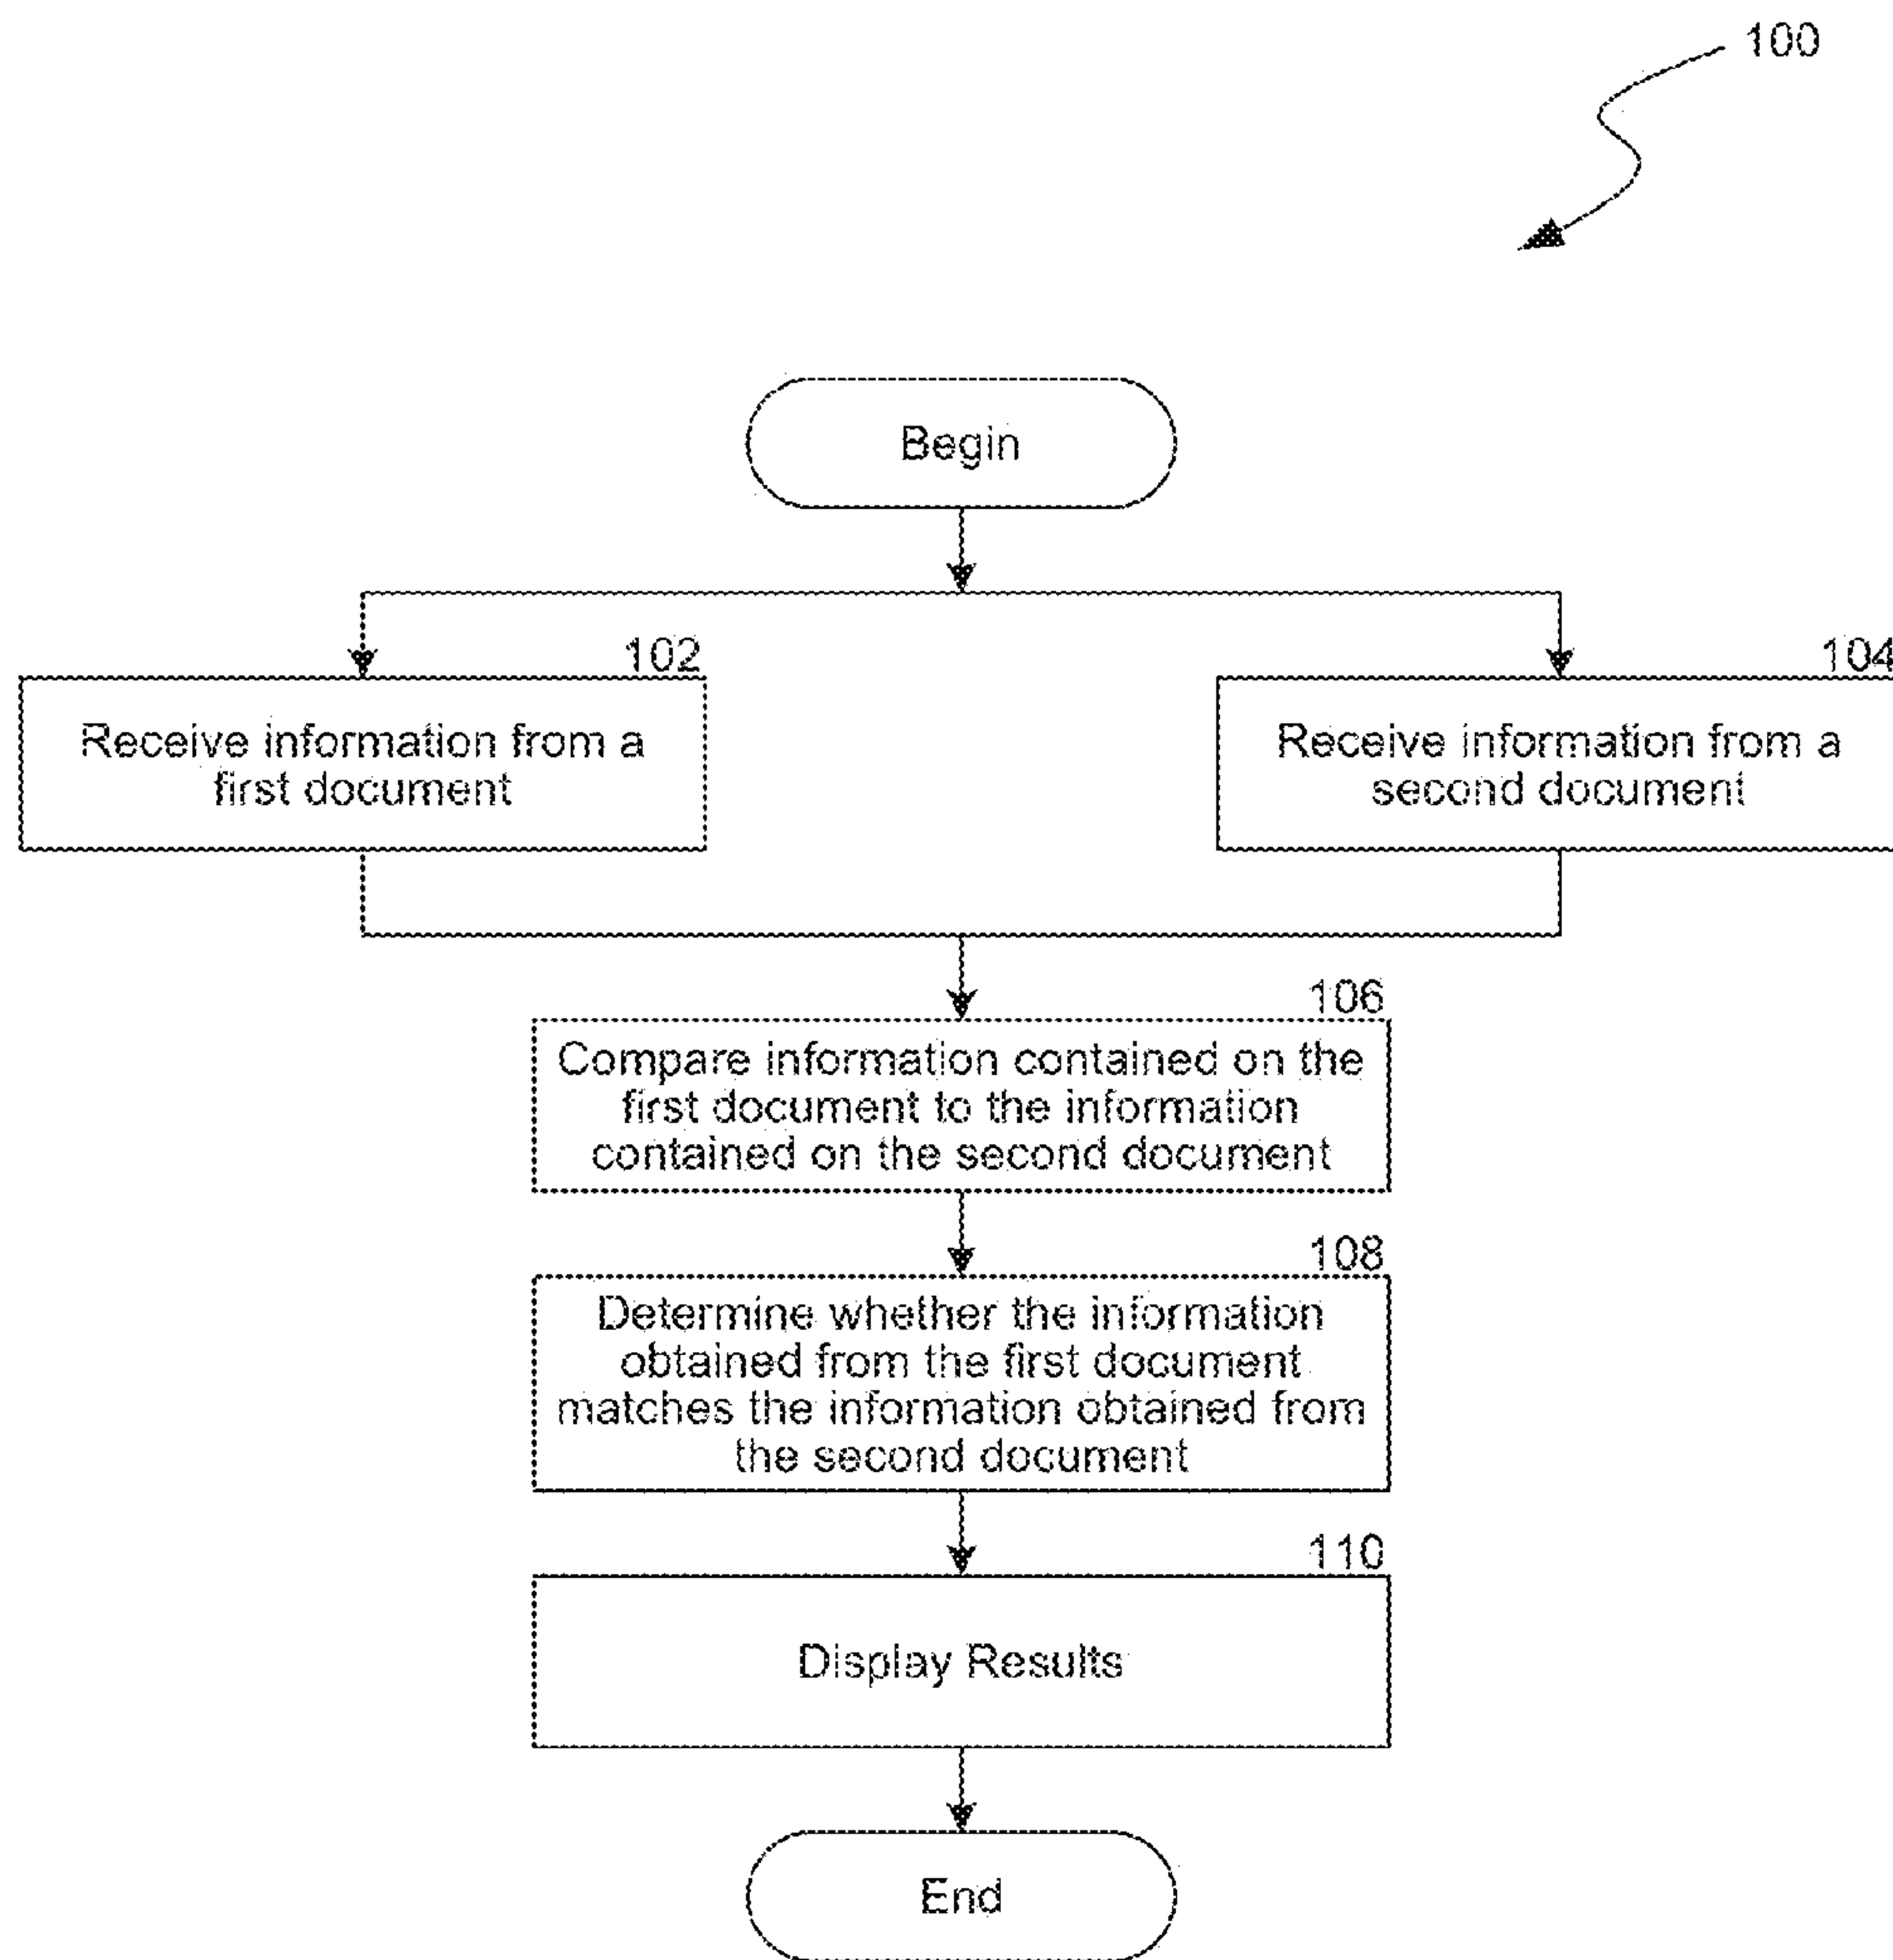 100
Begin
102
Receive information from a
first document
104
Receive information from a
second document
106
Compare information contained on the
first document to the information
contained on the second document
108
Determine whether the information
obtained from the first document
matches the information obtained from
the second document
110
Display Results
End